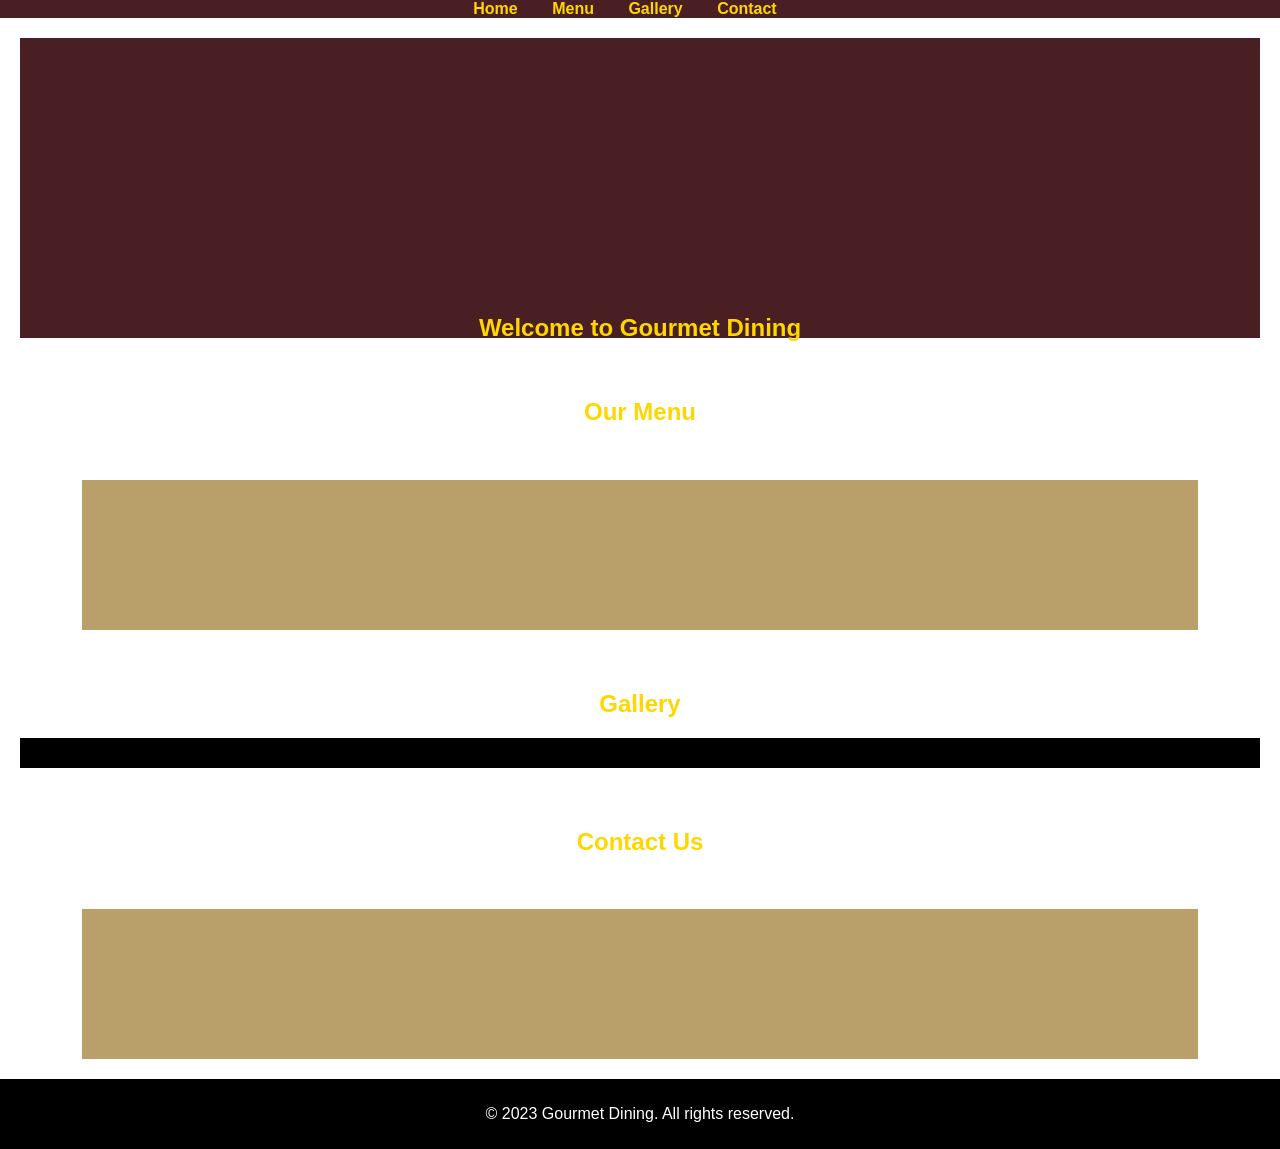 Home Menu Gallery Contact
Welcome to Gourmet Dining
Our Menu
Gallery
Contact Us
© 2023 Gourmet Dining. All rights reserved.